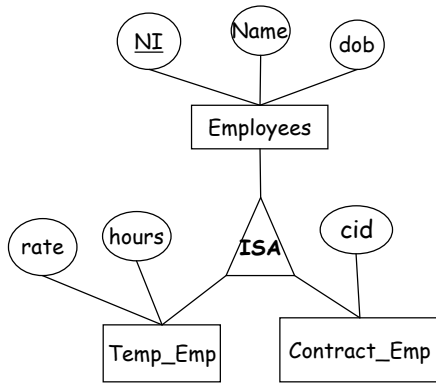 NI
Name
dob
Employees
ISA
rate
hours
cid
Temp_Emp
Contract_Emp